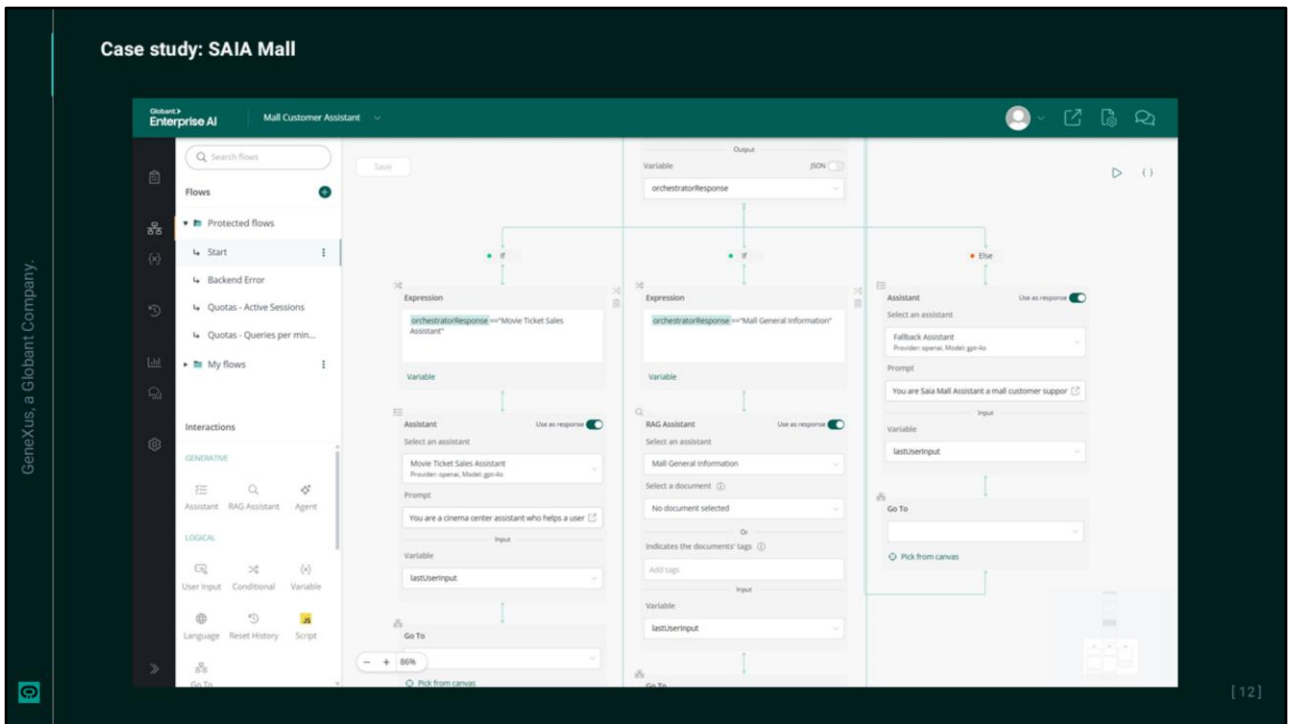 Case study: SAIA Mall
Globant
Enterprise AI
Mall Customer Assistant
Search flows
Flows
Protected flows
Start
Backend Error
Quotas - Active Sessions
Quotas - Queries per min...
My flows
Interactions
GENERATIVE
Assistant RAG Assistant Agent
LOGICAL
User Input Conditional Variable
Language Reset History Script
Go To
Save
Output
Variable JSON
orchestratorResponse
If
Expression
orchestratorResponse =="Movie Ticket Sales
Assistant"
Variable
Assistant Use as response
Select an assistant
Movie Ticket Sales Assistant
Provider: openai, Model: gpt-4o
Prompt
You are a cinema center assistant who helps a user
Input
Variable
lastUserInput
Go To
Pick from canvas
86%
If
Expression
orchestratorResponse =="Mall General Information"
Variable
RAG Assistant Use as response
Select an assistant
Mall General Information
Select a document
No document selected
Or
Indicates the documents' tags
Add tags
Input
Variable
lastUserInput
Go To
Else
Assistant Use as response
Select an assistant
Fallback Assistant
Provider: openai, Model: gpt-4o
Prompt
You are Saia Mall Assistant a mall customer suppor
Input
Variable
lastUserInput
Go To
Pick from canvas
GeneXus, a Globant Company.
[12]